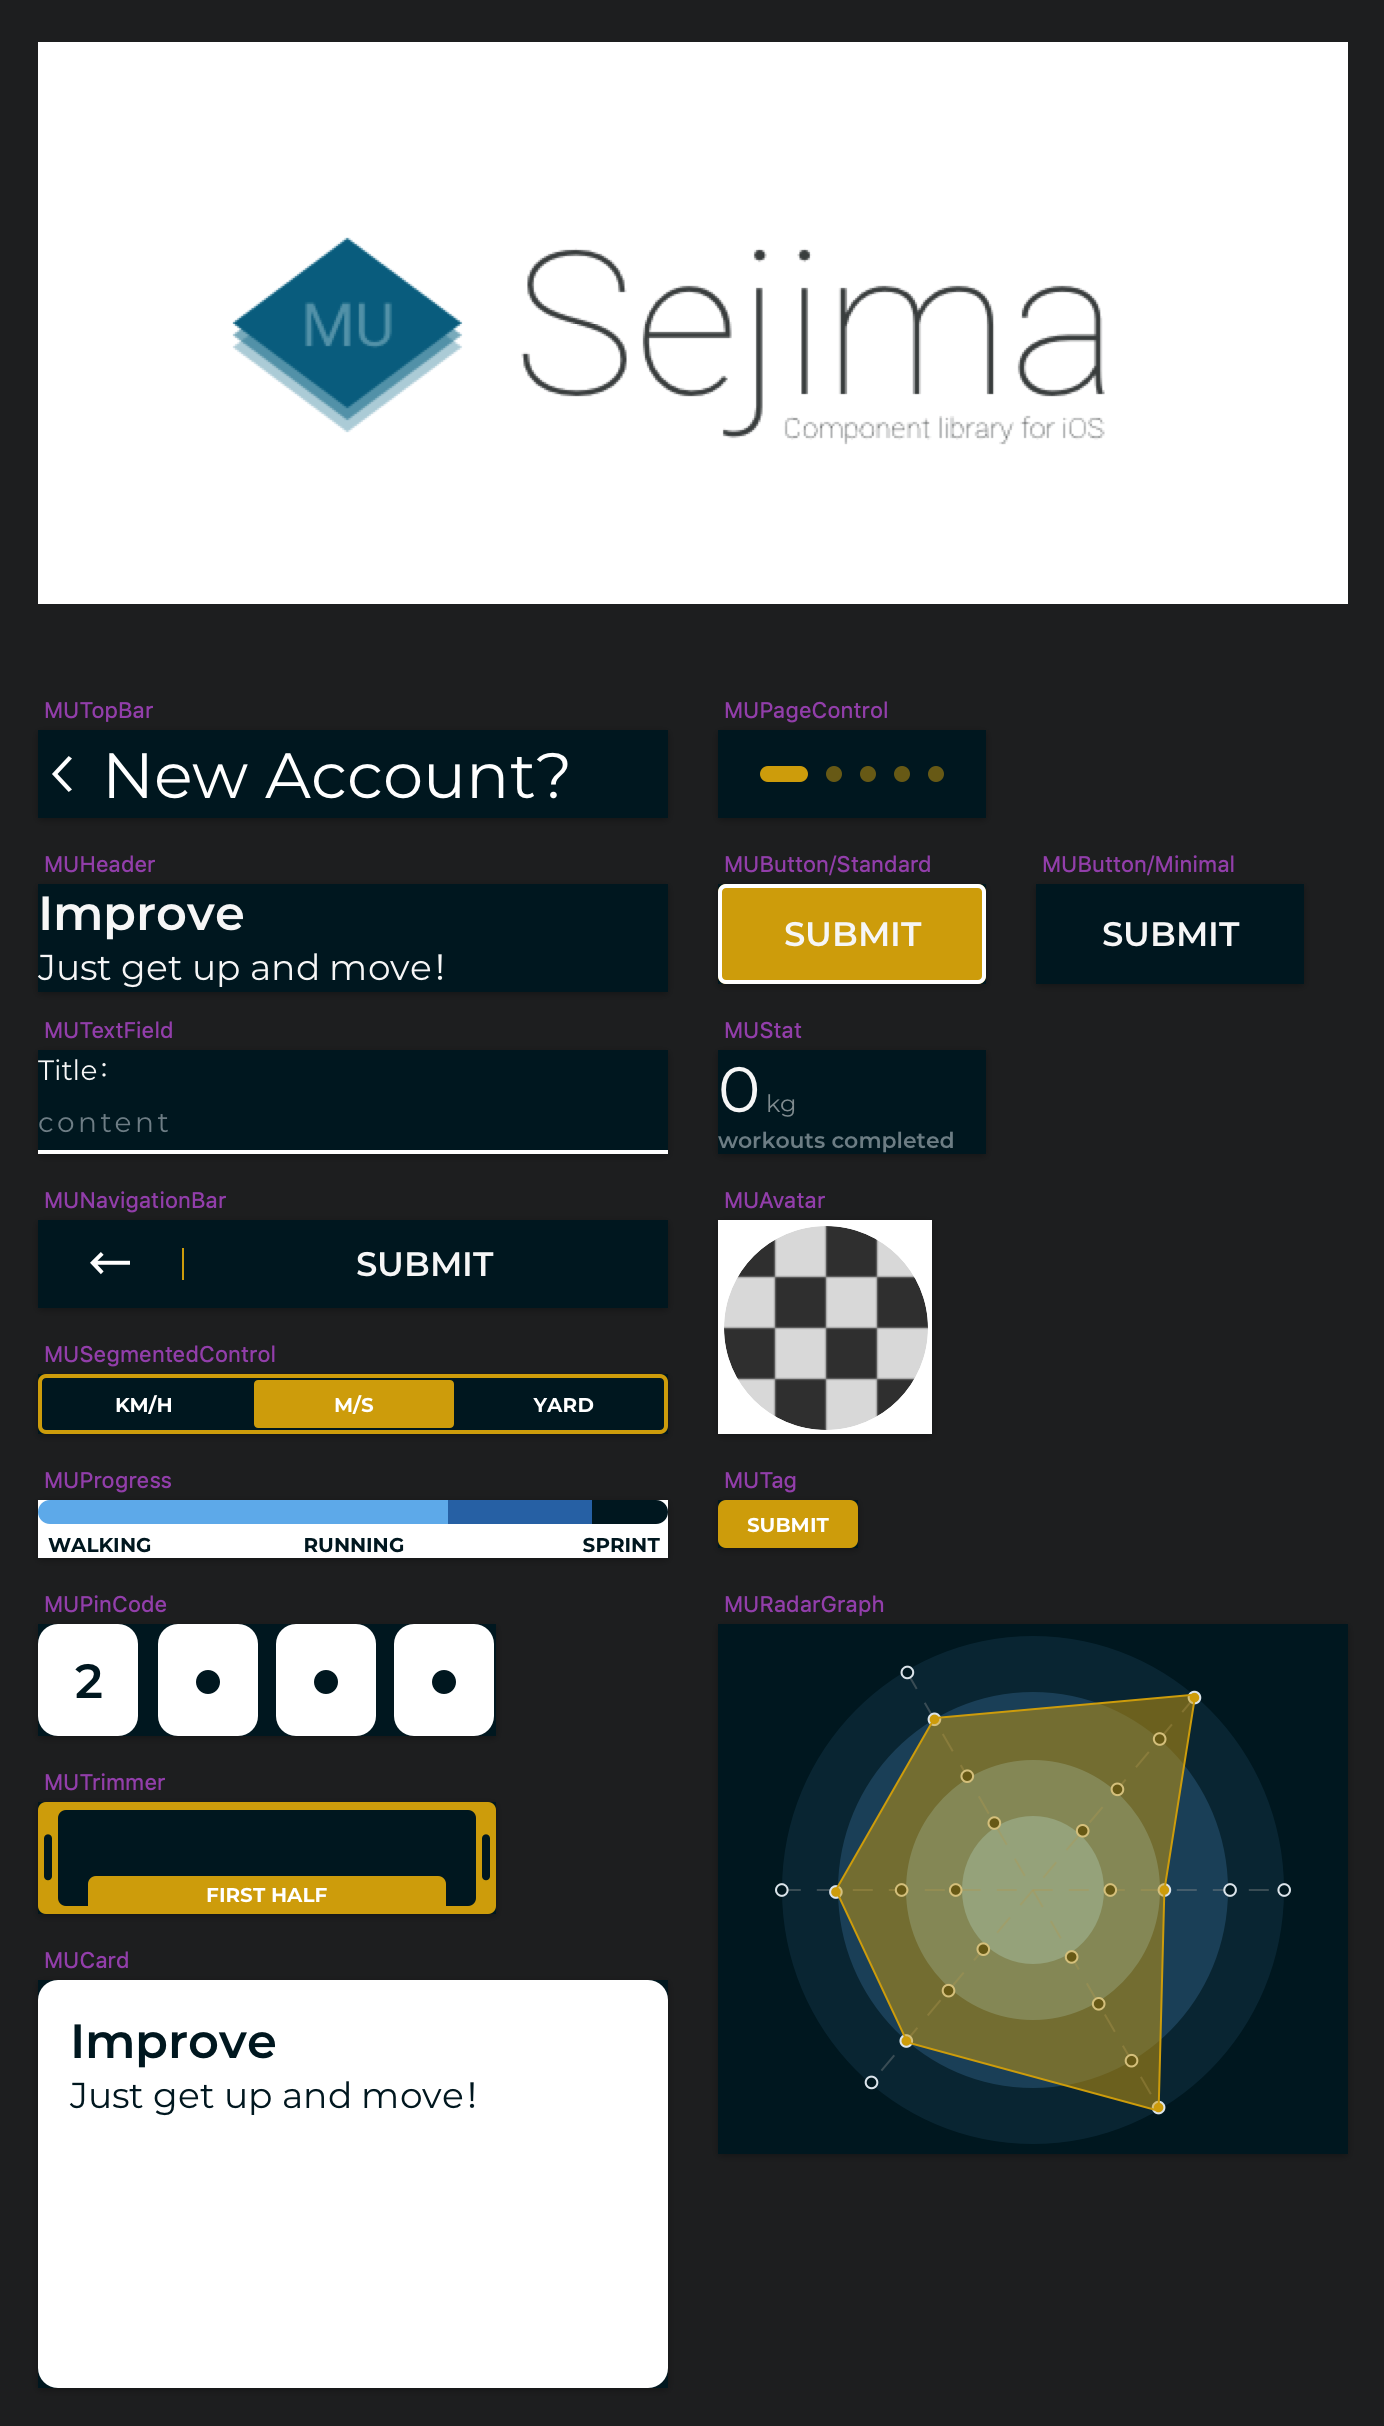 MU
Sejima
Component library for iOS
MUTopBar
New Account?
MUPageControl
MUHeader
Improve
Just get up and move!
MUButton/Standard
SUBMIT
MUButton/Minimal
SUBMIT
MUTextField
Title:
content
MUStat
0 kg
workouts completed
MUNavigationBar
SUBMIT
MUAvatar
MUSegmentedControl
KM/H M/S YARD
MUProgress
WALKING RUNNING SPRINT
MUTag
SUBMIT
MUPinCode
2
MURadarGraph
MUTrimmer
FIRST HALF
MUCard
Improve
Just get up and move!